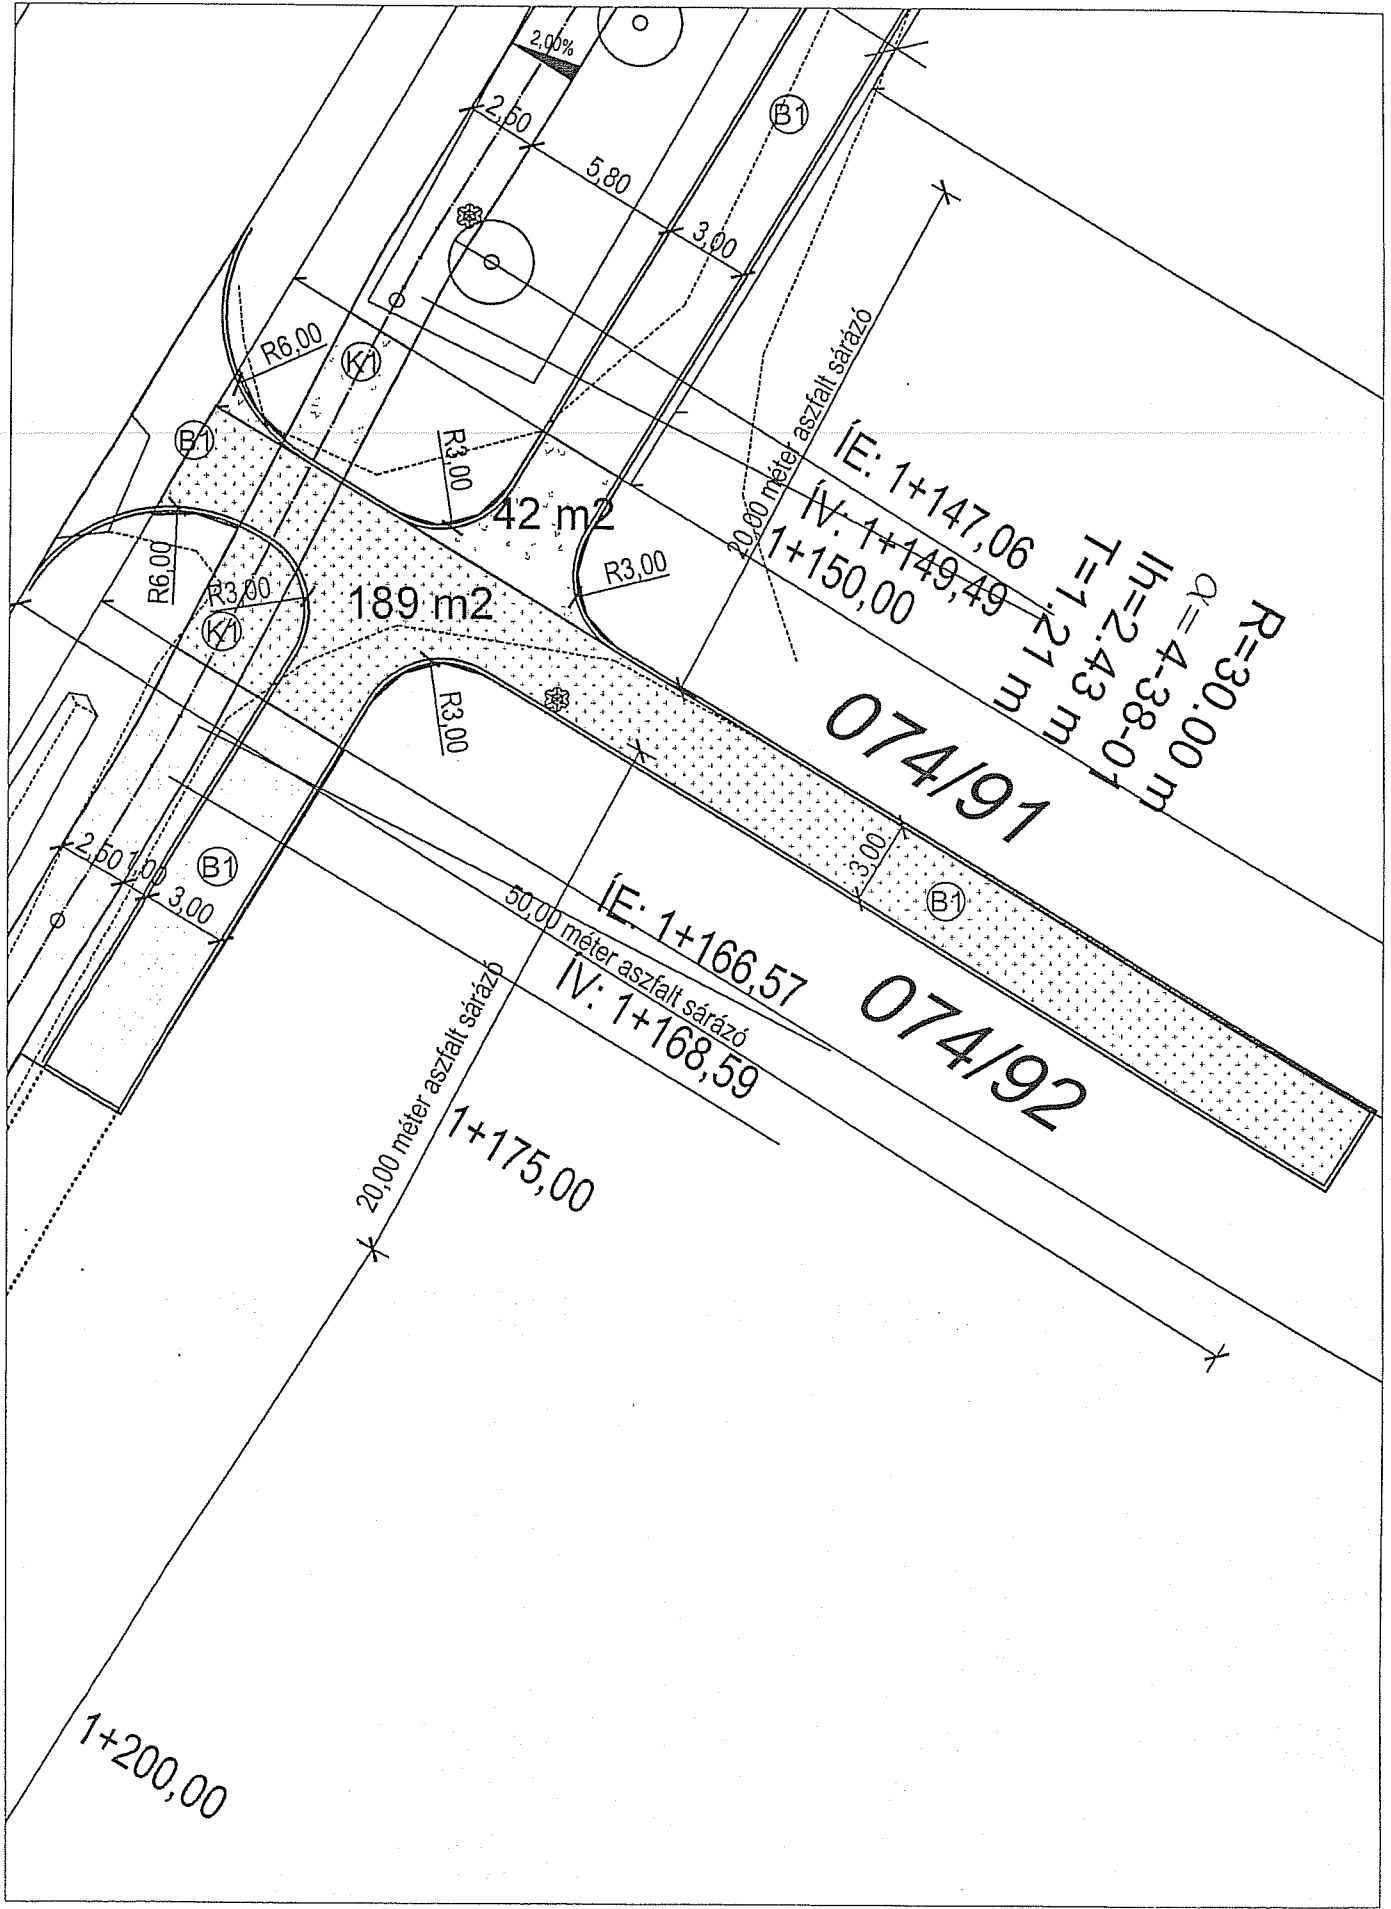 2,00%
2,50
B1
5,80
3,00
R6,00
K1
20,00 méter aszfalt sárázó
B1
R3,00
ÍE: 1+147,06
ÍV: 1+149,49
1+150,00
42 m2
R=30.00 m
α=4-38-01
Ih=2.43 m
T=1.21 m
R6,00
R3,00
R3,00
189 m2
K1
R3,00
074/91
2,50
1,00
B1
3,00
3,00
B1
ÍE: 1+166,57
50,00 méter aszfalt sárázó
ÍV: 1+168,59
074/92
20,00 méter aszfalt sárázó
1+175,00
1+200,00